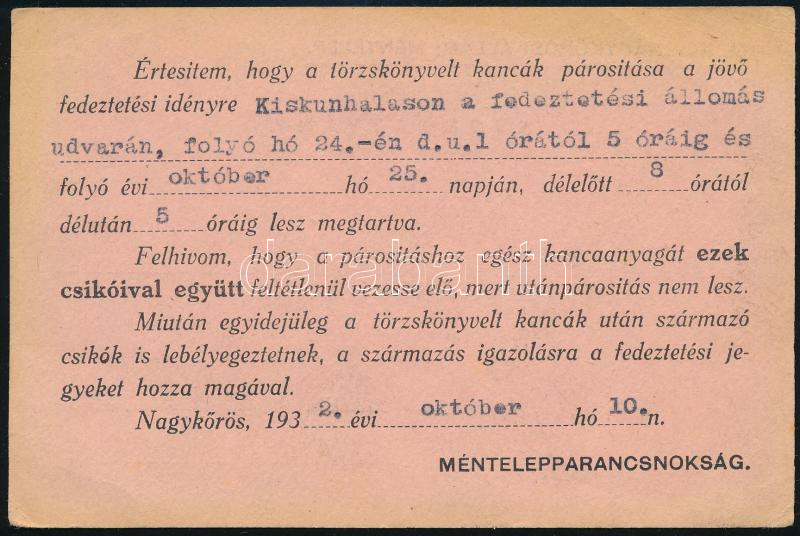 Értesitem, hogy a törzskönyvelt kancák párositása a jövő
fedeztetési idényre Kiskunhalason a fedeztetési állomás
udvarán, folyó hó 24.-én d.u.1 órától 5 óráig és
folyó évi október hó 25. napján, délelőtt 8 órától
délután 5 óráig lesz megtartva.
Felhivom, hogy a párositáshoz egész kancaanyagát ezek
csikóival együtt feltétlenül vezesse elő, mert utánpárositás nem lesz.
Miután egyidejüleg a törzskönyvelt kancák után származó
csikók is lebélyegeztetnek, a származás igazolásra a fedeztetési je-
gyeket hozza magával.
Nagykőrös, 1932. évi október hó 10.n.
MÉNTELEPPARANCSNOKSÁG.
darabanth